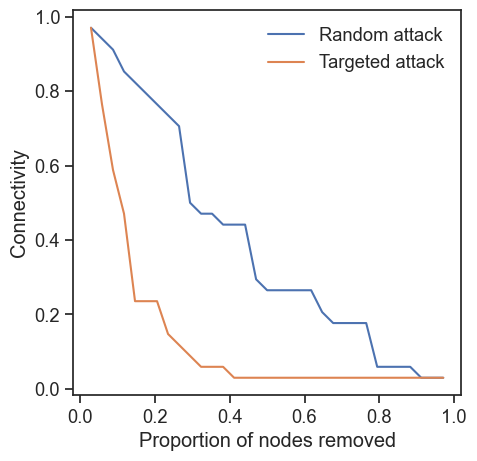 Random attack
Targeted attack
1.0
0.8
0.6
0.4
0.2
0.0
Connectivity
0.0 0.2 0.4 0.6 0.8 1.0
Proportion of nodes removed